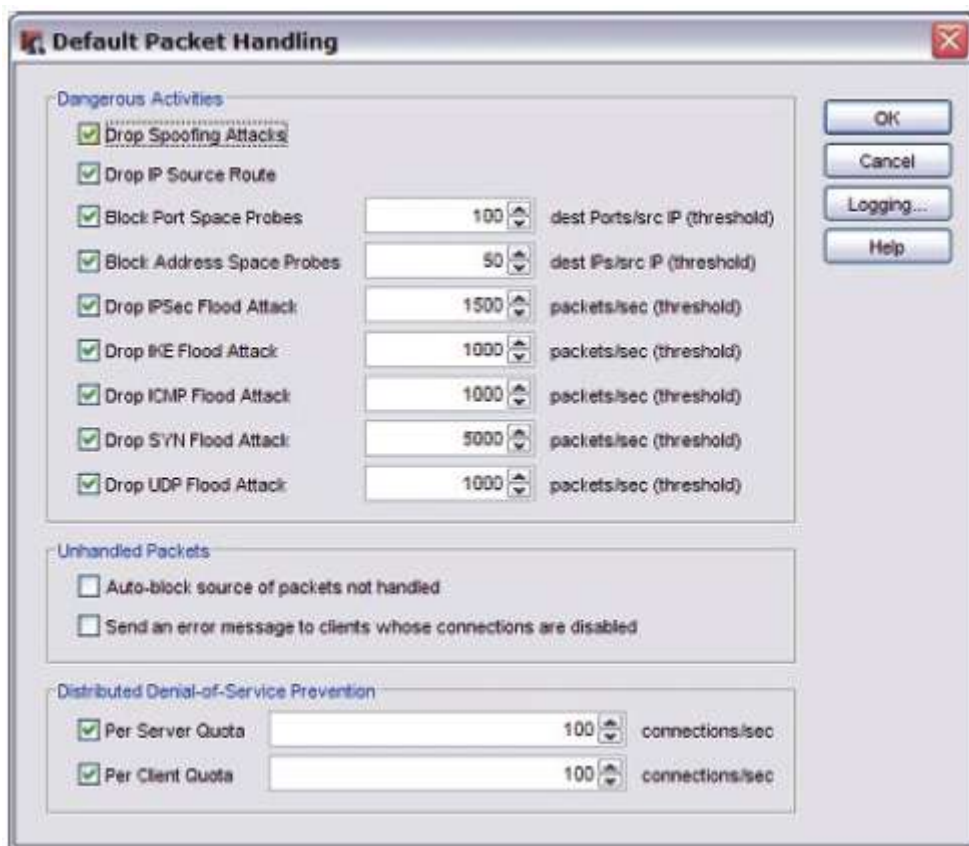 Default Packet Handling
Dangerous Activities
Drop Spoofing Attacks
Drop IP Source Route
Block Port Space Probes 100 dest Ports/src IP (threshold)
Block Address Space Probes 50 dest IPs/src IP (threshold)
Drop IPSec Flood Attack 1500 packets/sec (threshold)
Drop IKE Flood Attack 1000 packets/sec (threshold)
Drop ICMP Flood Attack 1000 packets/sec (threshold)
Drop SYN Flood Attack 5000 packets/sec (threshold)
Drop UDP Flood Attack 1000 packets/sec (threshold)
OK
Cancel
Logging...
Help
Unhandled Packets
Auto-block source of packets not handled
Send an error message to clients whose connections are disabled
Distributed Denial-of-Service Prevention
Per Server Quota 100 connections/sec
Per Client Quota 100 connections/sec